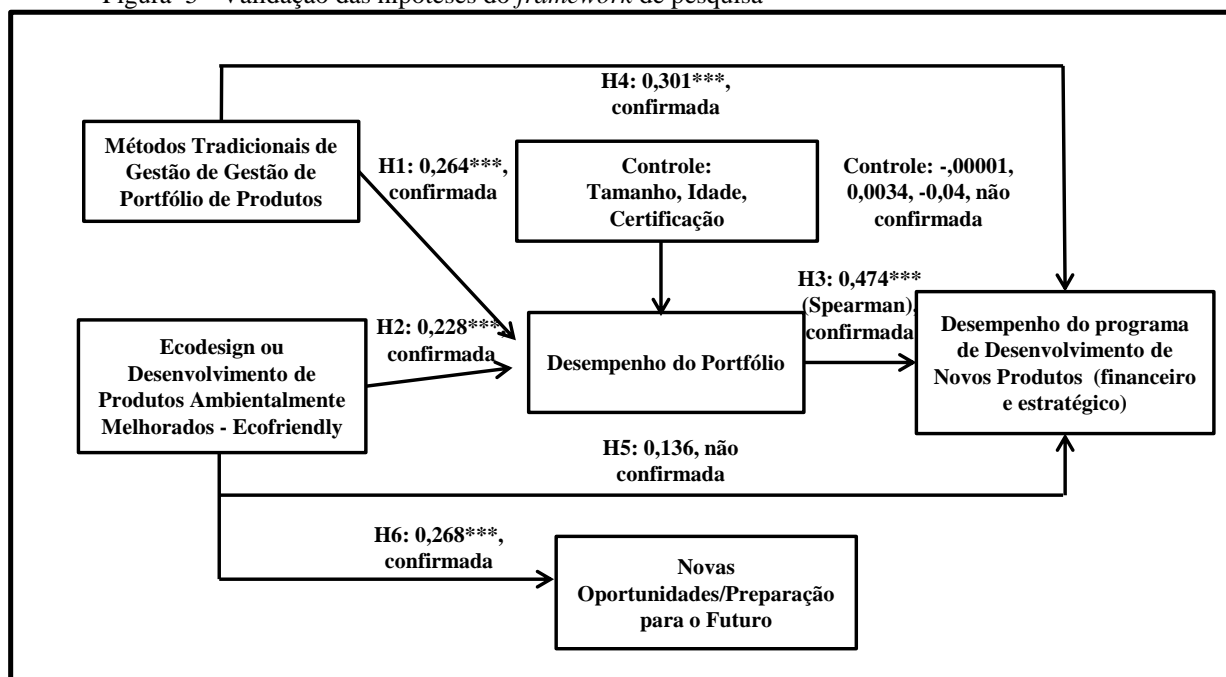 Figura 3 – Validação das hipóteses do framework de pesquisa
H4: 0,301***,
confirmada
Métodos Tradicionais de
Gestão de Gestão de
Portfólio de Produtos
H1: 0,264***,
confirmada
Controle:
Tamanho, Idade,
Certificação
Controle: -,00001,
0,0034, -0,04, não
confirmada
H3: 0,474***
(Spearman),
confirmada
H2: 0,228***,
confirmada
Ecodesign ou
Desenvolvimento de
Produtos Ambientalmente
Melhorados - Ecofriendly
Desempenho do Portfólio
Desempenho do programa
de Desenvolvimento de
Novos Produtos (financeiro
e estratégico)
H5: 0,136, não
confirmada
H6: 0,268***,
confirmada
Novas
Oportunidades/Preparação
para o Futuro